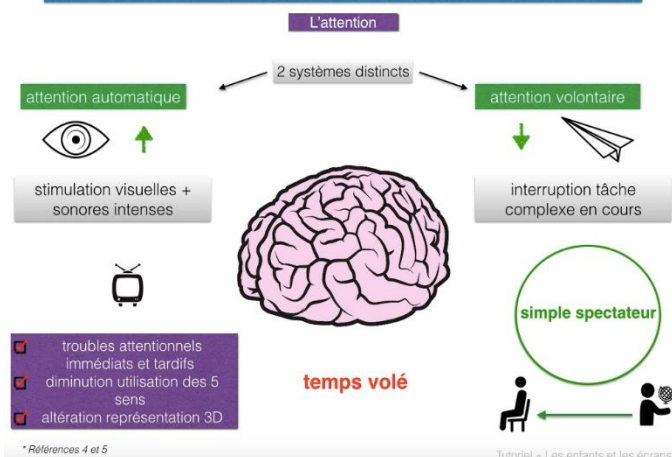 L'attention
2 systèmes distincts
attention automatique
attention volontaire
stimulation visuelles +
sonores intenses
interruption tâche
complexe en cours
simple spectateur
troubles attentionnels
immédiats et tardifs
diminution utilisation des 5
sens
altération représentation 3D
temps volé
* Références 4 et 5
Tutoriel - Les enfants et les écrans